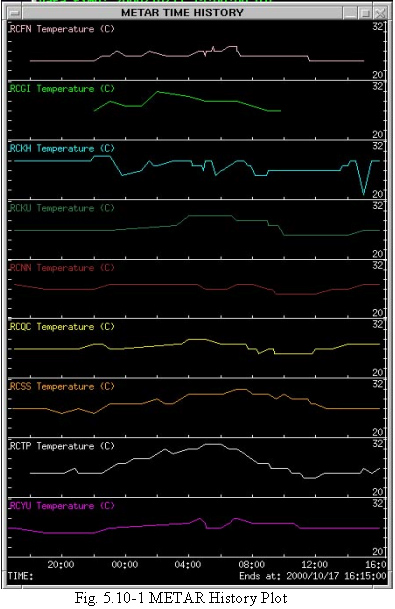 METAR TIME HISTORY
RCFN Temperature (C)
32
20
RCGI Temperature (C)
32
20
RCKH Temperature (C)
32
20
RCKU Temperature (C)
32
20
RCNN Temperature (C)
32
20
RCQC Temperature (C)
32
20
RCSS Temperature (C)
32
20
RCTP Temperature (C)
32
20
RCYU Temperature (C)
32
20:00 00:00 04:00 08:00 12:00 16:0
TIME: Ends at: 2000/10/17 16:15:00
Fig. 5.10-1 METAR History Plot